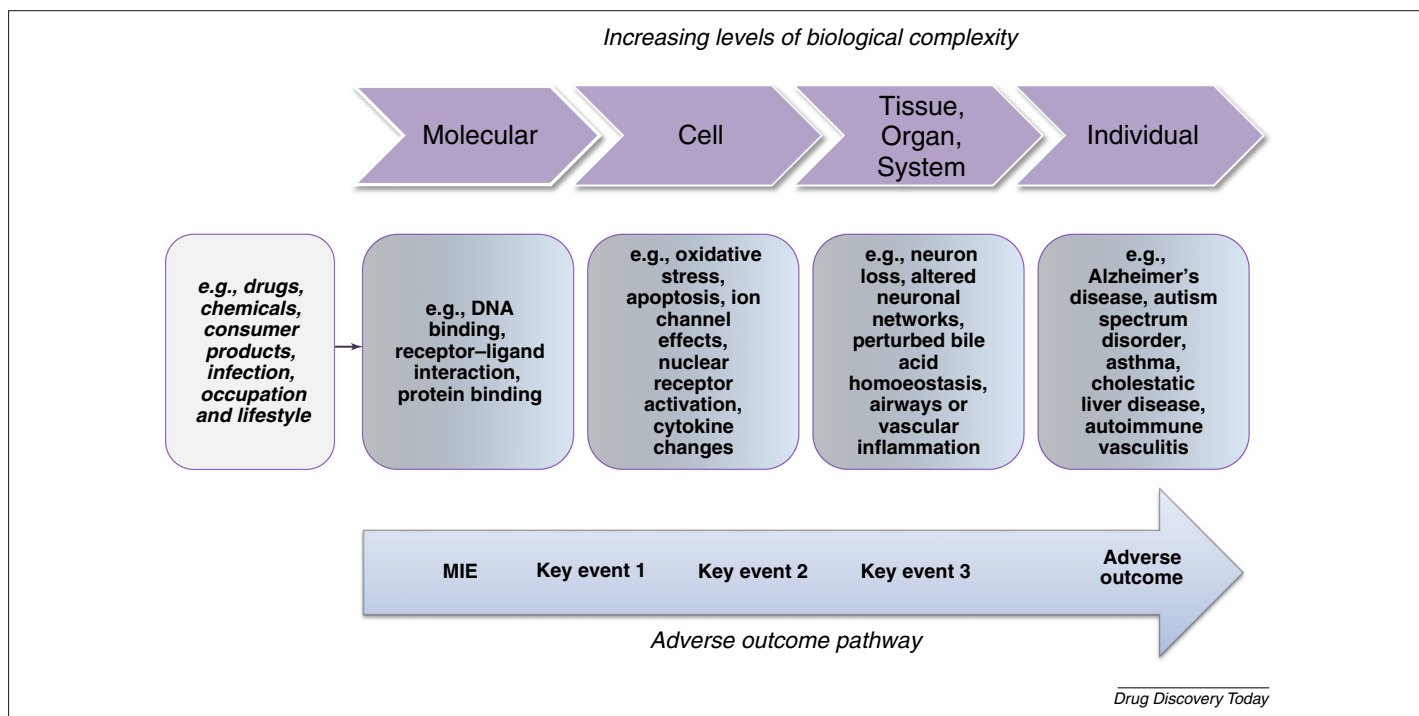 Increasing levels of biological complexity
Molecular
Cell
Tissue,
Organ,
System
Individual
e.g., drugs,
chemicals,
consumer
products,
infection,
occupation
and lifestyle
e.g., DNA
binding,
receptor–ligand
interaction,
protein binding
e.g., oxidative
stress,
apoptosis, ion
channel
effects,
nuclear
receptor
activation,
cytokine
changes
e.g., neuron
loss, altered
neuronal
networks,
perturbed bile
acid
homoeostasis,
airways or
vascular
inflammation
e.g.,
Alzheimer's
disease, autism
spectrum
disorder,
asthma,
cholestatic
liver disease,
autoimmune
vasculitis
MIE
Key event 1
Key event 2
Key event 3
Adverse
outcome
Adverse outcome pathway
Drug Discovery Today